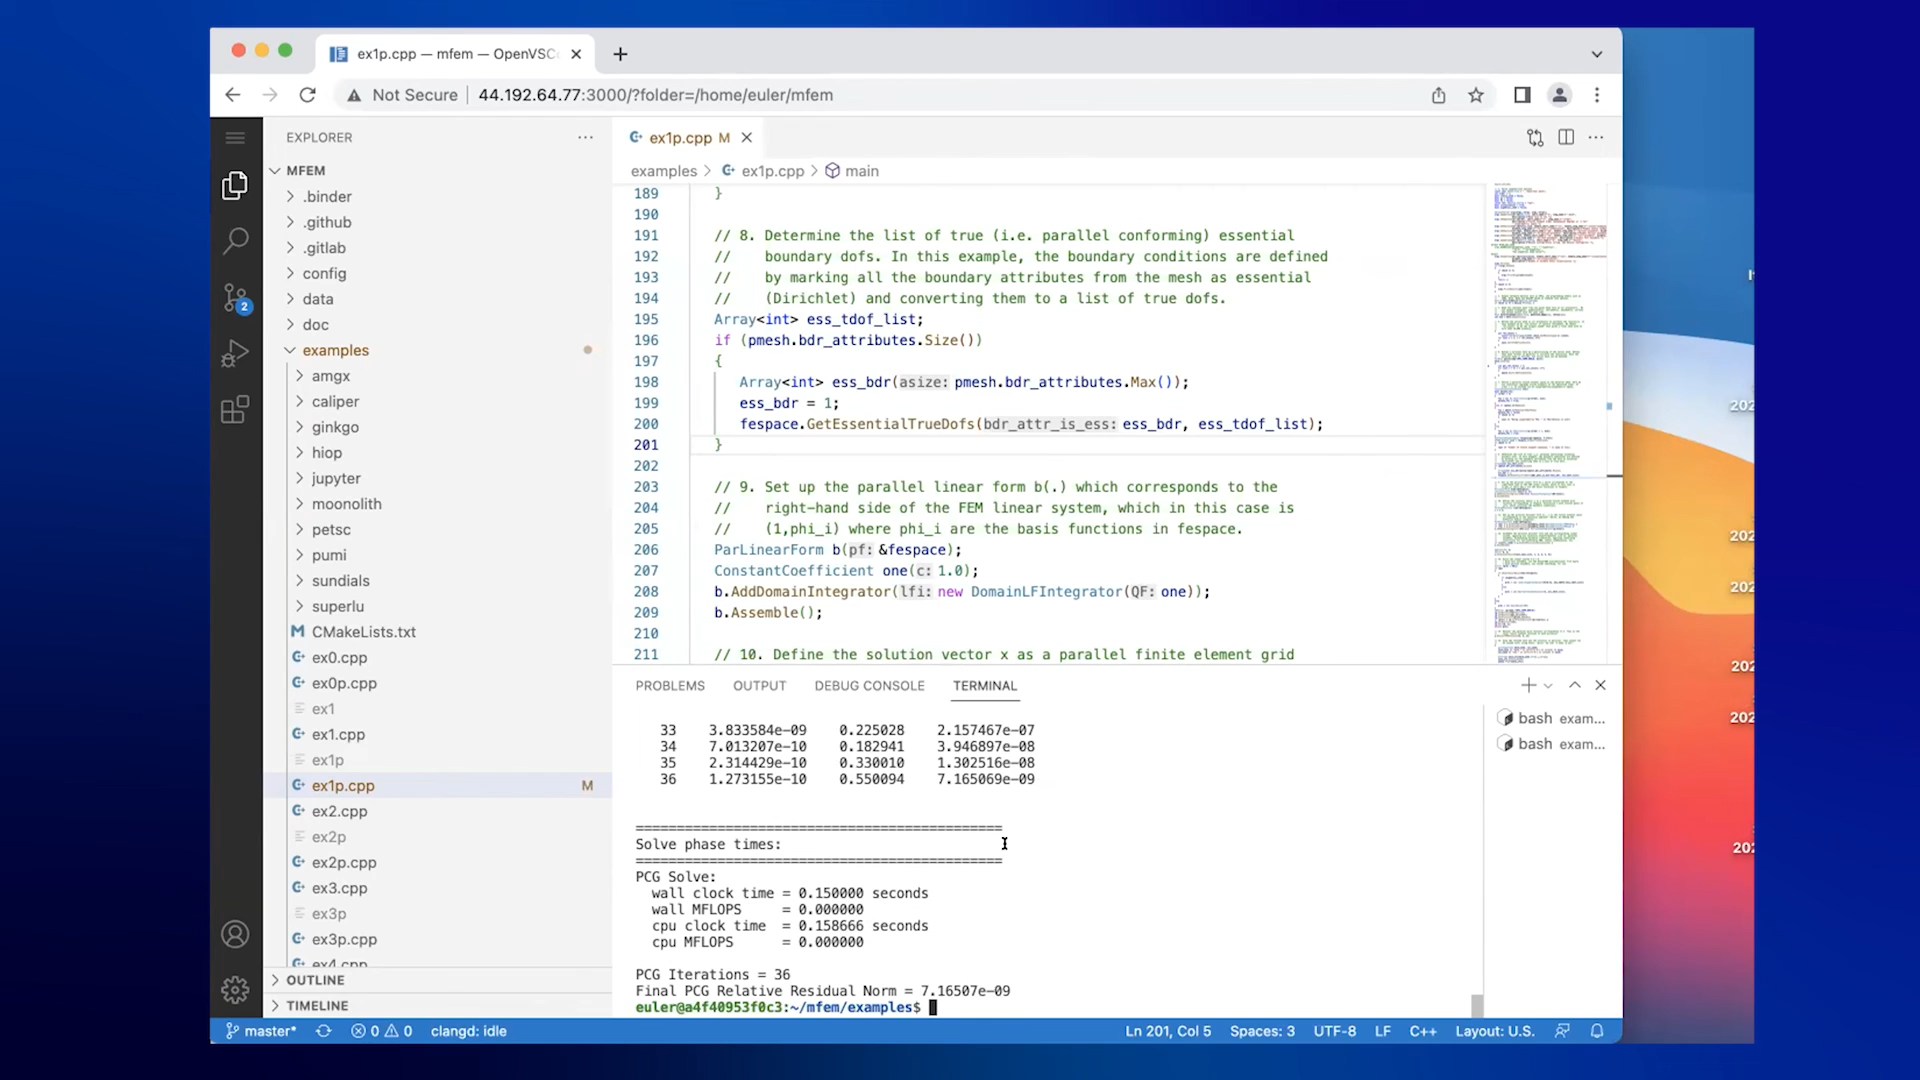 ex1p.cpp — mfem — OpenVSC
Not Secure
44.192.64.77:3000/?folder=/home/euler/mfem
EXPLORER
MFEM
.binder
.github
.gitlab
config
data
doc
examples
amgx
caliper
ginkgo
hiop
jupyter
moonolith
petsc
pumi
sundials
superlu
CMakeLists.txt
ex0.cpp
ex0p.cpp
ex1
ex1.cpp
ex1p
ex1p.cpp M
ex2.cpp
ex2p
ex2p.cpp
ex3.cpp
ex3p
ex3p.cpp
ex4.cpp
OUTLINE
TIMELINE
2
ex1p.cpp M
examples > ex1p.cpp > main
189 }
190
191 // 8. Determine the list of true (i.e. parallel conforming) essential
192 // boundary dofs. In this example, the boundary conditions are defined
193 // by marking all the boundary attributes from the mesh as essential
194 // (Dirichlet) and converting them to a list of true dofs.
195 Array<int> ess_tdof_list;
196 if (pmesh.bdr_attributes.Size())
197 {
198 Array<int> ess_bdr(asize: pmesh.bdr_attributes.Max());
199 ess_bdr = 1;
200 fespace.GetEssentialTrueDofs(bdr_attr_is_ess: ess_bdr, ess_tdof_list);
201 }
202
203 // 9. Set up the parallel linear form b(.) which corresponds to the
204 // right-hand side of the FEM linear system, which in this case is
205 // (1,phi_i) where phi_i are the basis functions in fespace.
206 ParLinearForm b(pf: &fespace);
207 ConstantCoefficient one(c: 1.0);
208 b.AddDomainIntegrator(lfi: new DomainLFIntegrator(QF: one));
209 b.Assemble();
210
211 // 10. Define the solution vector x as a parallel finite element grid
PROBLEMS OUTPUT DEBUG CONSOLE TERMINAL
33 3.833584e-09 0.225028 2.157467e-07
34 7.013207e-10 0.182941 3.946897e-08
35 2.314429e-10 0.330010 1.302516e-08
36 1.273155e-10 0.550094 7.165069e-09
=============================================
Solve phase times:
=============================================
PCG Solve:
wall clock time = 0.150000 seconds
wall MFLOPS = 0.000000
cpu clock time = 0.158666 seconds
cpu MFLOPS = 0.000000
PCG Iterations = 36
Final PCG Relative Residual Norm = 7.16507e-09
euler@a4f40953f0c3:~/mfem/examples$
bash exam...
bash exam...
master* 0 0 clangd: idle
Ln 201, Col 5 Spaces: 3 UTF-8 LF C++ Layout: U.S.
202
202
202
202
202
202